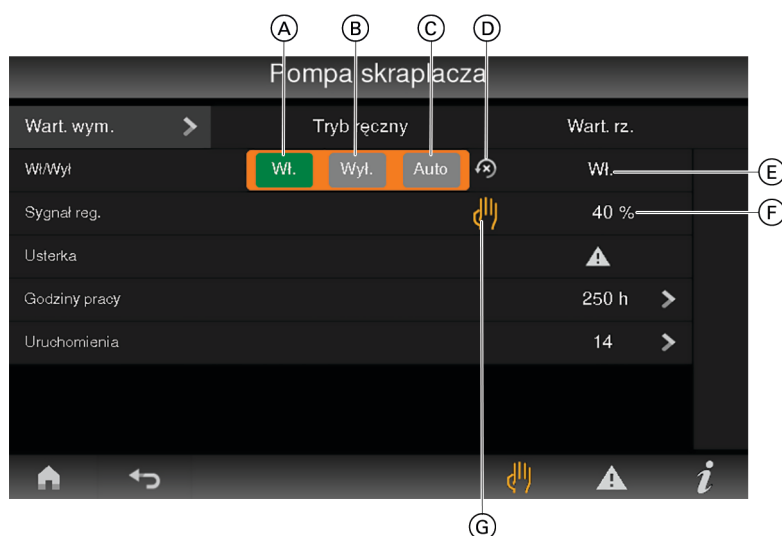 A B C D
Pompa skraplacza
Wart. wym. Tryb ręczny Wart. rz.
Wł/Wył Wł. Wył. Auto Wł. E
Sygnał reg. 40 % F
Usterka
Godziny pracy 250 h
Uruchomienia 14
i
G